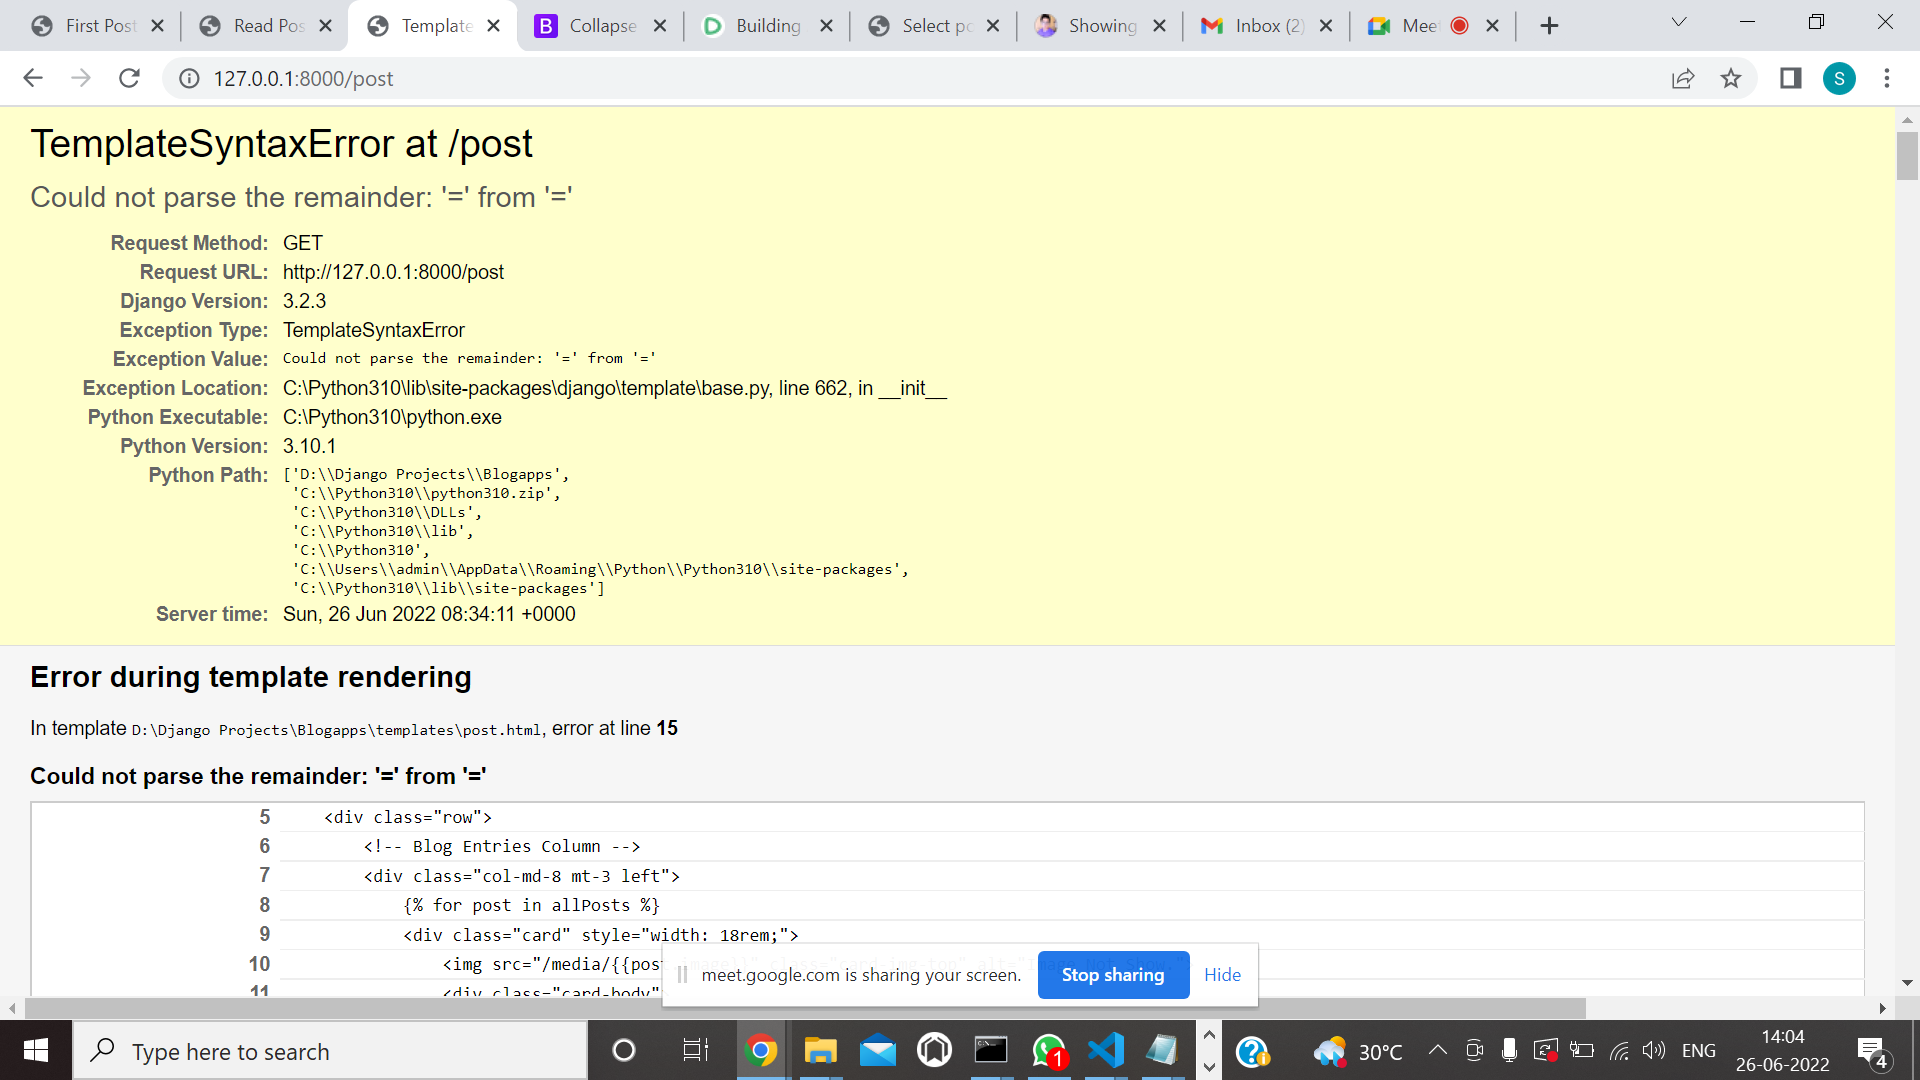 First Post
Read Pos
Template
Collapse
Building
Select po
Showing
Inbox (2)
Meet
127.0.0.1:8000/post
S
TemplateSyntaxError at /post
Could not parse the remainder: '=' from '='
Request Method: GET
Request URL: http://127.0.0.1:8000/post
Django Version: 3.2.3
Exception Type: TemplateSyntaxError
Exception Value: Could not parse the remainder: '=' from '='
Exception Location: C:\Python310\lib\site-packages\django\template\base.py, line 662, in __init__
Python Executable: C:\Python310\python.exe
Python Version: 3.10.1
Python Path: ['D:\\Django Projects\\Blogapps',
'C:\\Python310\\python310.zip',
'C:\\Python310\\DLLs',
'C:\\Python310\\lib',
'C:\\Python310',
'C:\\Users\\admin\\AppData\\Roaming\\Python\\Python310\\site-packages',
'C:\\Python310\\lib\\site-packages']
Server time: Sun, 26 Jun 2022 08:34:11 +0000
Error during template rendering
In template D:\Django Projects\Blogapps\templates\post.html, error at line 15
Could not parse the remainder: '=' from '='
5 <div class="row">
6 <!-- Blog Entries Column -->
7 <div class="col-md-8 mt-3 left">
8 {% for post in allPosts %}
9 <div class="card" style="width: 18rem;">
10 <img src="/media/{{post
11 <div class="card-body"
meet.google.com is sharing your screen.
Stop sharing
Hide
Type here to search
1
30°C
ENG
14:04
26-06-2022
4